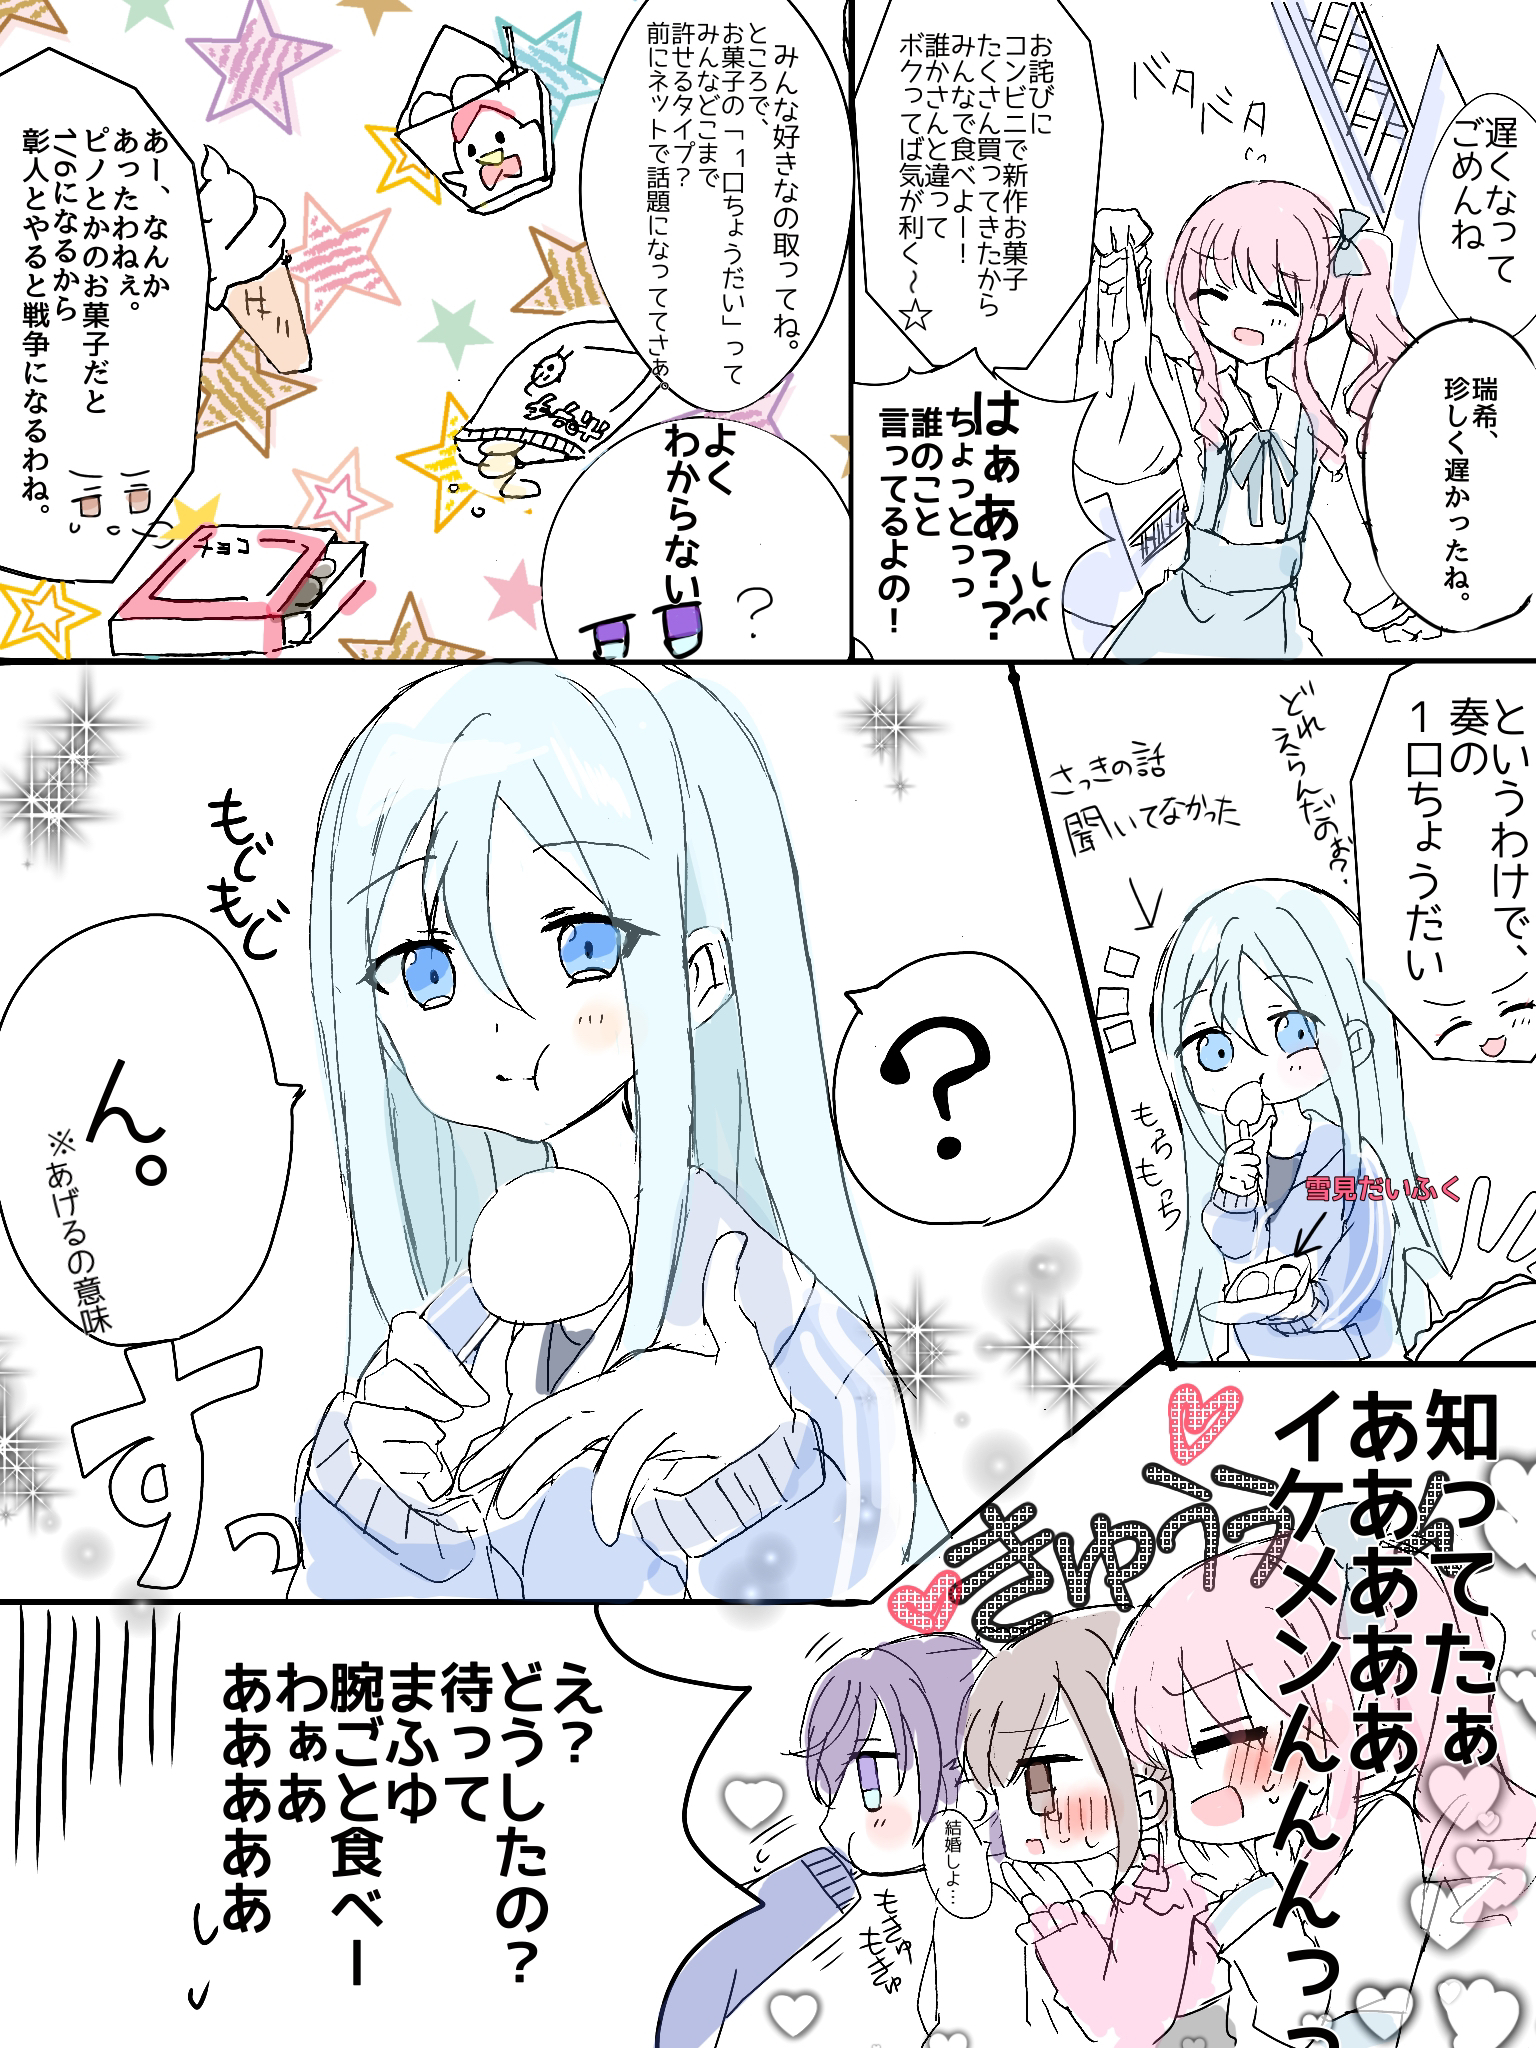 遅くなって
ごめんね
瑞希、
珍しく遅かったね。
バタ
バタ
お詫びに
コンビニで新作お菓子
たくさん買ってきたから
みんなで食べよー！
誰かさんと違って
ボクってば気が利く～☆
はぁあ？？
ちょっとっっ
誰のこと
言ってるよの！
みんな好きなの取ってね。
ところで、
お菓子の「１口ちょうだい」って
みんなどこまで
許せるタイプ？
前にネットで話題になっててさぁ。
よく
わからない
？
あー、なんか
あったわねぇ。
ピノとかのお菓子だと
1/6になるから
彰人とやると戦争になるわね。
というわけで、
奏の
１口ちょうだい
どれ
えらんだのぉ？
さっきの話
聞いてなかった
もっち
もっち
雪見だいふく
？
もじ
もじ
ん。
※あげるの意味
すっ
知ってたぁ
ああああああ
イケメンんんんっっ
きゅうう
結婚しよ…
もきゅ
もきゅ
え？
どうしたの？
待って
まふゆ
腕ごと食べー
わぁあ
ああああああ